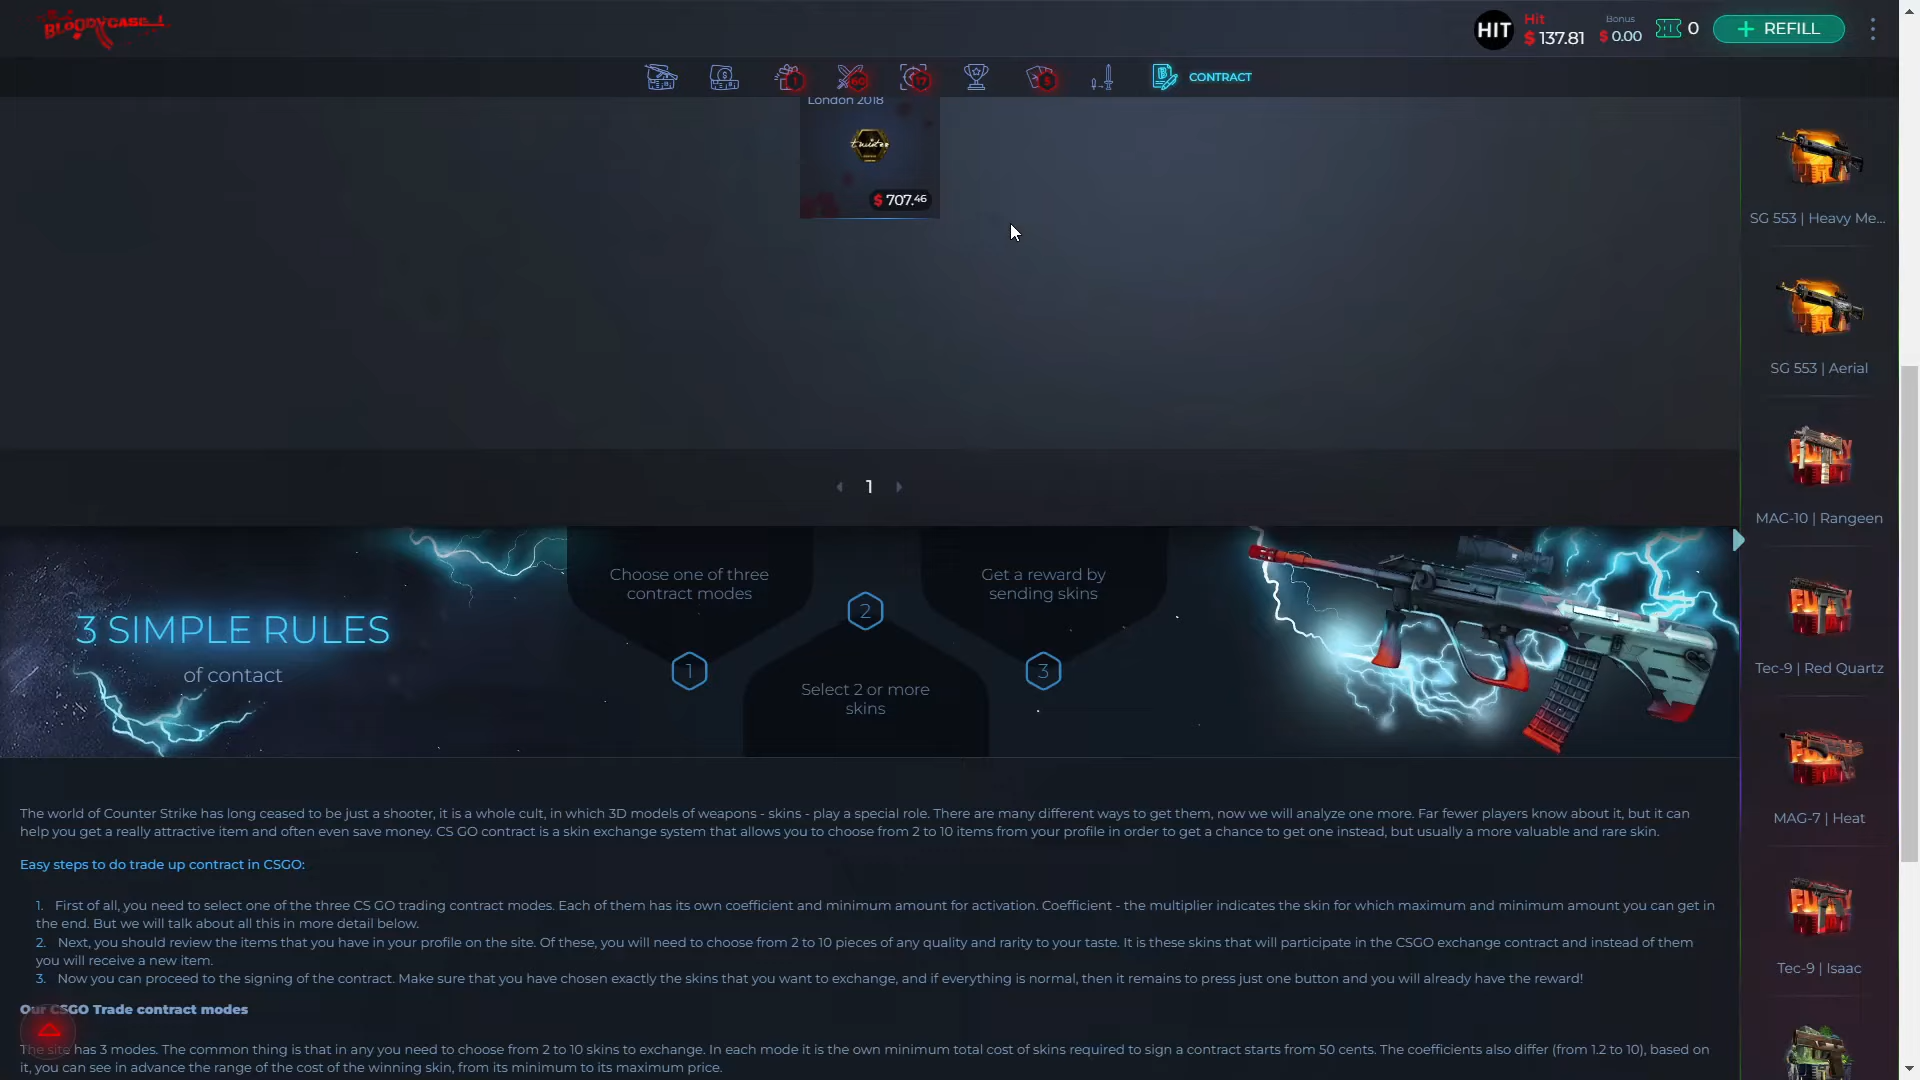 BLOODYCASE
HIT
Hit
$ 137.81
Bonus
$ 0.00
0
+ REFILL
1
60
17
5
CONTRACT
London 2018
$ 707.46
1
3 SIMPLE RULES
of contact
Choose one of three
contract modes
1
2
Select 2 or more
skins
Get a reward by
sending skins
3
The world of Counter Strike has long ceased to be just a shooter, it is a whole cult, in which 3D models of weapons - skins - play a special role. There are many different ways to get them, now we will analyze one more. Far fewer players know about it, but it can
help you get a really attractive item and often even save money. CS GO contract is a skin exchange system that allows you to choose from 2 to 10 items from your profile in order to get a chance to get one instead, but usually a more valuable and rare skin.
Easy steps to do trade up contract in CSGO:
1. First of all, you need to select one of the three CS GO trading contract modes. Each of them has its own coefficient and minimum amount for activation. Coefficient - the multiplier indicates the skin for which maximum and minimum amount you can get in
the end. But we will talk about all this in more detail below.
2. Next, you should review the items that you have in your profile on the site. Of these, you will need to choose from 2 to 10 pieces of any quality and rarity to your taste. It is these skins that will participate in the CSGO exchange contract and instead of them
you will receive a new item.
3. Now you can proceed to the signing of the contract. Make sure that you have chosen exactly the skins that you want to exchange, and if everything is normal, then it remains to press just one button and you will already have the reward!
Our CSGO Trade contract modes
The site has 3 modes. The common thing is that in any you need to choose from 2 to 10 skins to exchange. In each mode it is the own minimum total cost of skins required to sign a contract starts from 50 cents. The coefficients also differ (from 1.2 to 10), based on
it, you can see in advance the range of the cost of the winning skin, from its minimum to its maximum price.
SG 553 | Heavy Me...
SG 553 | Aerial
MAC-10 | Rangeen
Tec-9 | Red Quartz
MAG-7 | Heat
Tec-9 | Isaac